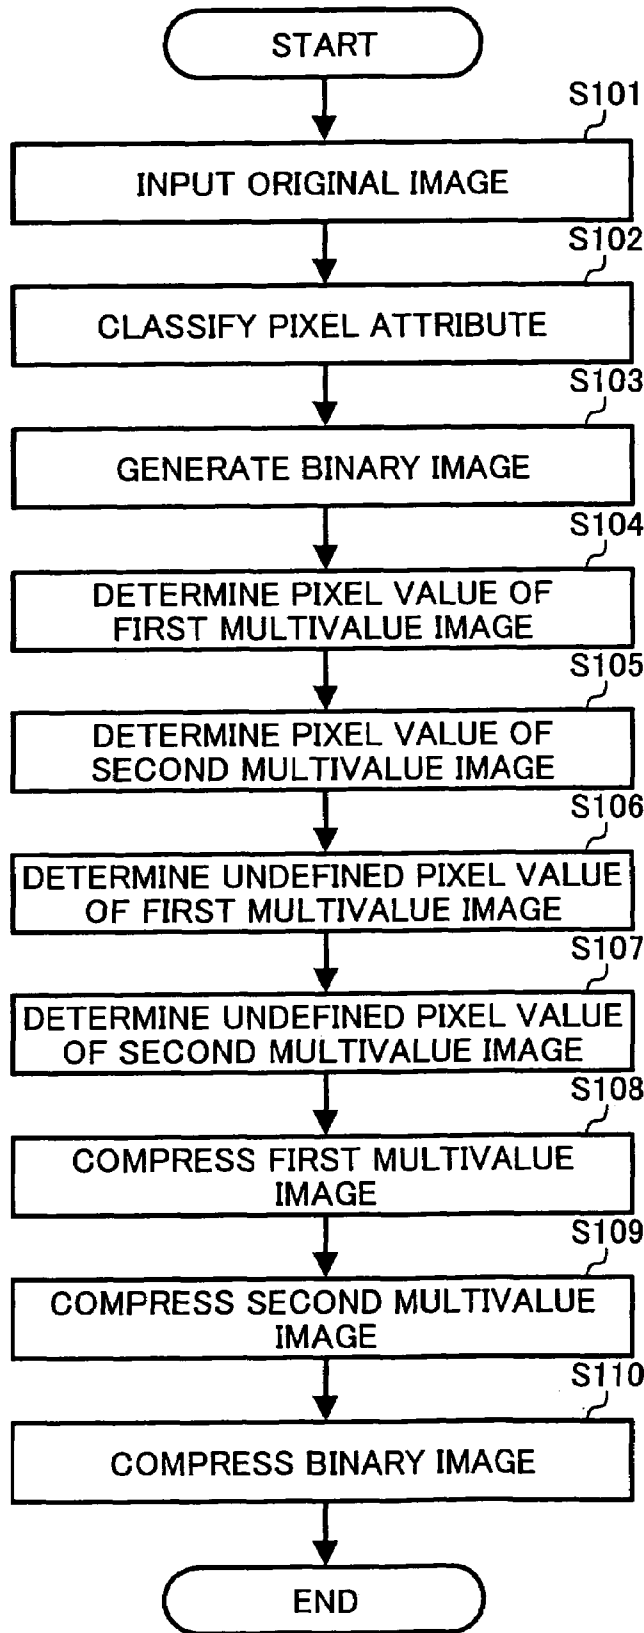 START
S101
INPUT ORIGINAL IMAGE
S102
CLASSIFY PIXEL ATTRIBUTE
S103
GENERATE BINARY IMAGE
S104
DETERMINE PIXEL VALUE OF
FIRST MULTIVALUE IMAGE
S105
DETERMINE PIXEL VALUE OF
SECOND MULTIVALUE IMAGE
S106
DETERMINE UNDEFINED PIXEL VALUE
OF FIRST MULTIVALUE IMAGE
S107
DETERMINE UNDEFINED PIXEL VALUE
OF SECOND MULTIVALUE IMAGE
S108
COMPRESS FIRST MULTIVALUE
IMAGE
S109
COMPRESS SECOND MULTIVALUE
IMAGE
S110
COMPRESS BINARY IMAGE
END